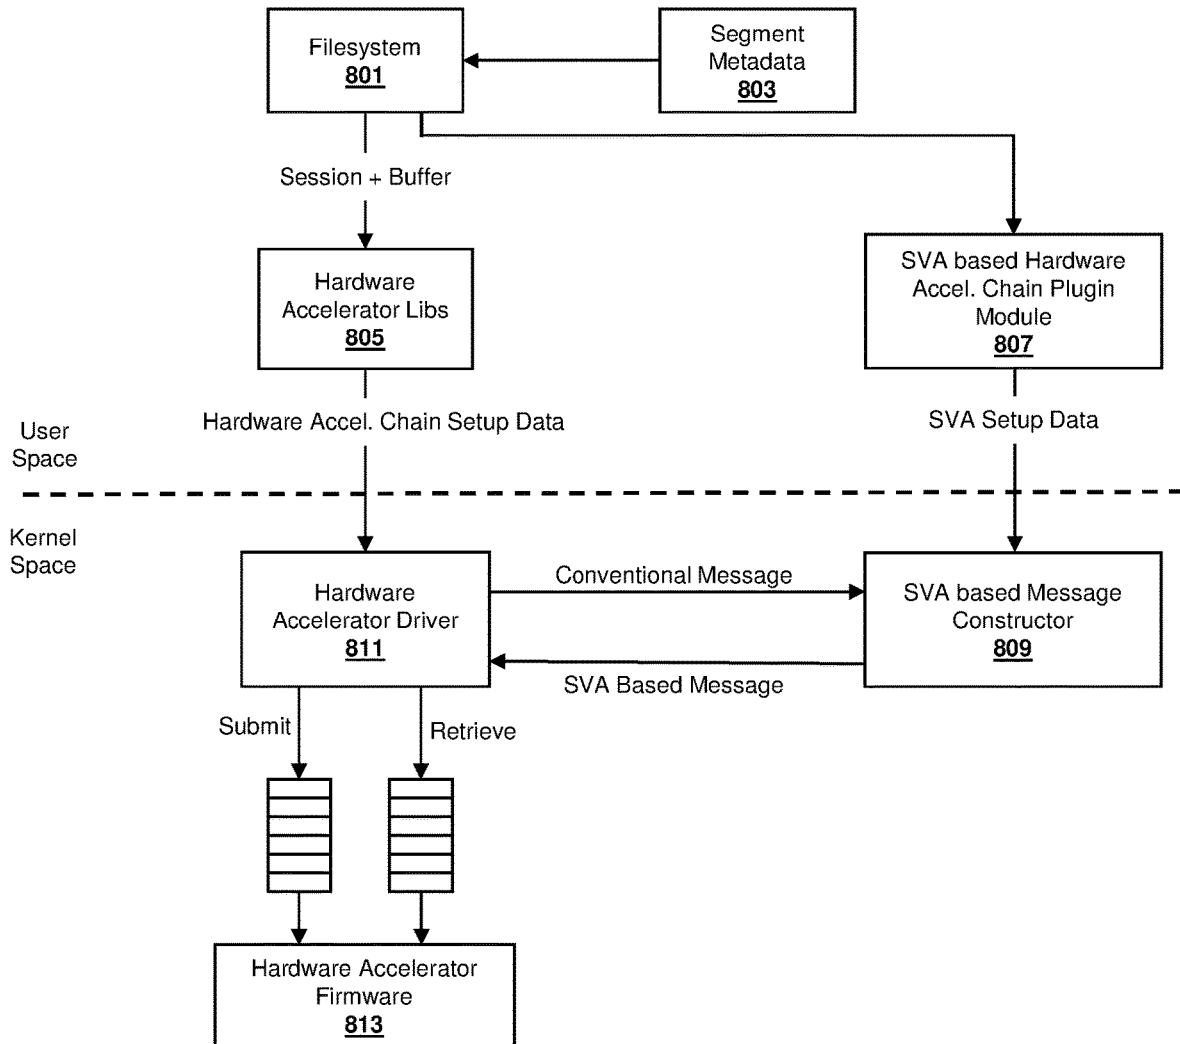 Filesystem
801
Segment
Metadata
803
Session + Buffer
Hardware
Accelerator Libs
805
SVA based Hardware
Accel. Chain Plugin
Module
807
Hardware Accel. Chain Setup Data
SVA Setup Data
User
Space
Kernel
Space
Hardware
Accelerator Driver
811
Conventional Message
SVA based Message
Constructor
809
SVA Based Message
Submit
Retrieve
Hardware Accelerator
Firmware
813